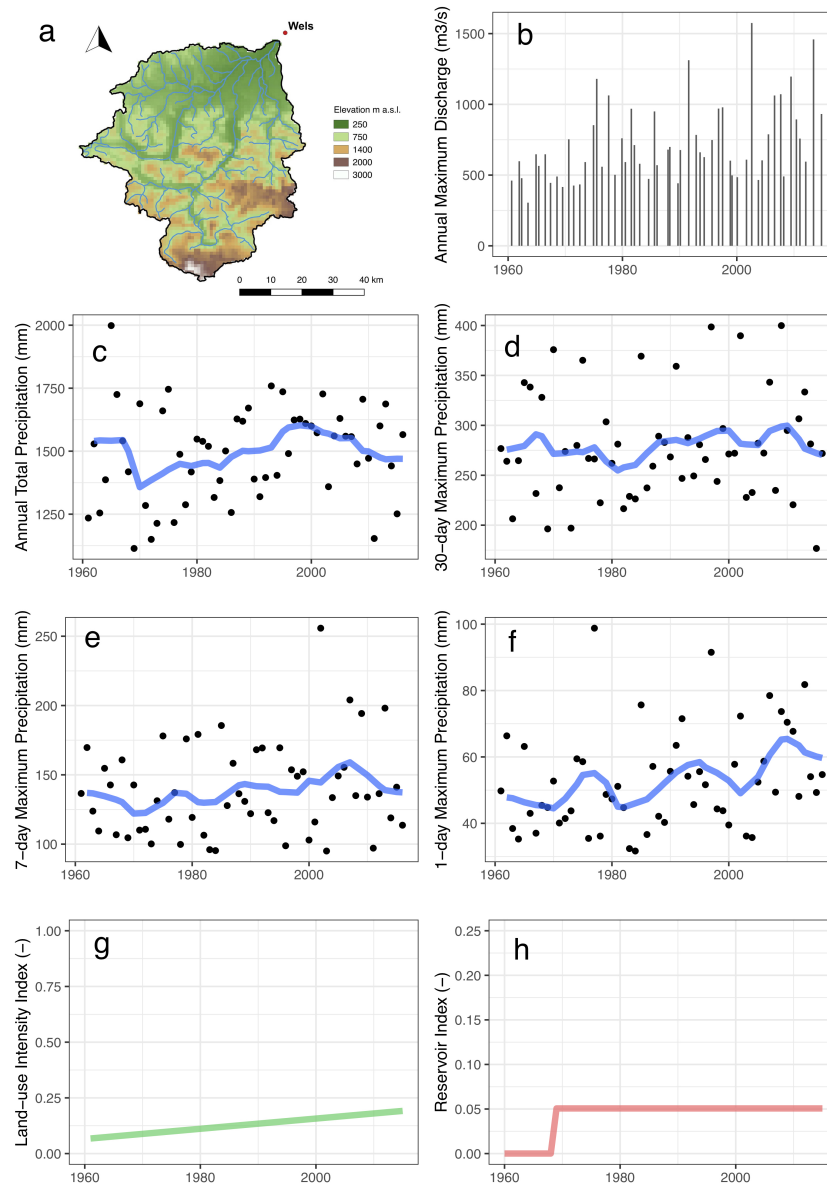 a
Wels
Elevation m a.s.l.
250
750
1400
2000
3000
0 10 20 30 40 km
b
Annual Maximum Discharge (m3/s)
1500
1000
500
0
1960 1980 2000
c
Annual Total Precipitation (mm)
2000
1750
1500
1250
1960 1980 2000
d
30−day Maximum Precipitation (mm)
400
350
300
250
200
1960 1980 2000
e
7−day Maximum Precipitation (mm)
250
200
150
100
1960 1980 2000
f
1−day Maximum Precipitation (mm)
100
80
60
40
1960 1980 2000
g
Land−use Intensity Index (−)
1.00
0.75
0.50
0.25
0.00
1960 1980 2000
h
Reservoir Index (−)
0.25
0.20
0.15
0.10
0.05
0.00
1960 1980 2000